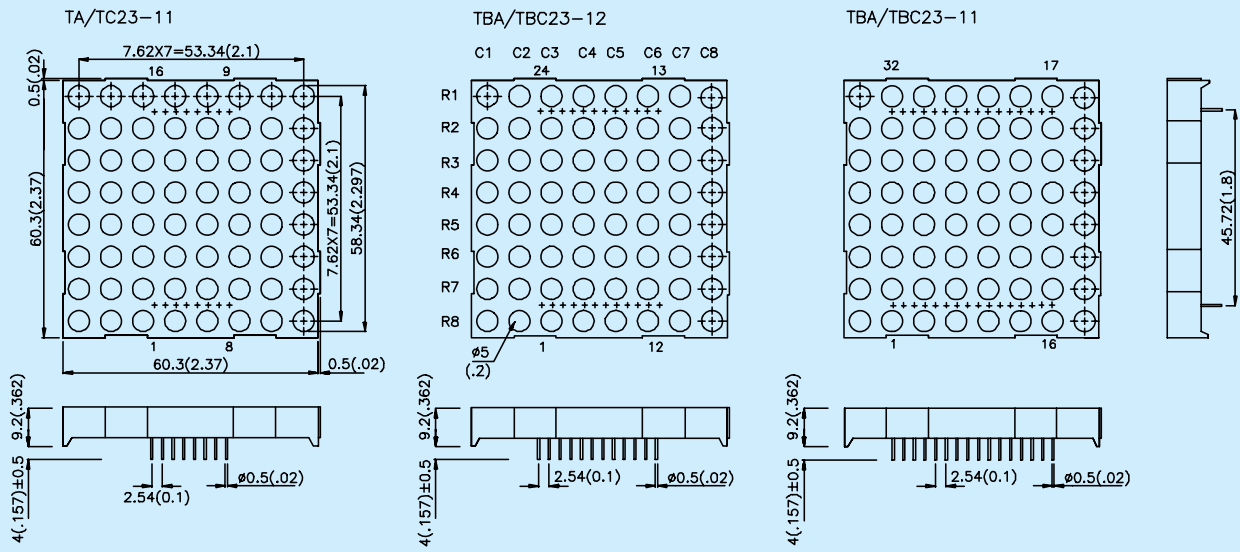 TA/TC23-11
TBA/TBC23-12
TBA/TBC23-11
7.62X7=53.34(2.1)
C1 C2 C3 C4 C5 C6 C7 C8
16 9
24 13
32 17
0.5(.02)
60.3(2.37)
7.62X7=53.34(2.1)
58.34(2.297)
R1
R2
R3
R4
R5
R6
R7
R8
45.72(1.8)
1 8
1 12
1 16
ø5
(.2)
60.3(2.37)
0.5(.02)
9.2(.362)
4(.157)±0.5
2.54(0.1)
ø0.5(.02)
9.2(.362)
4(.157)±0.5
2.54(0.1)
ø0.5(.02)
9.2(.362)
4(.157)±0.5
2.54(0.1)
ø0.5(.02)